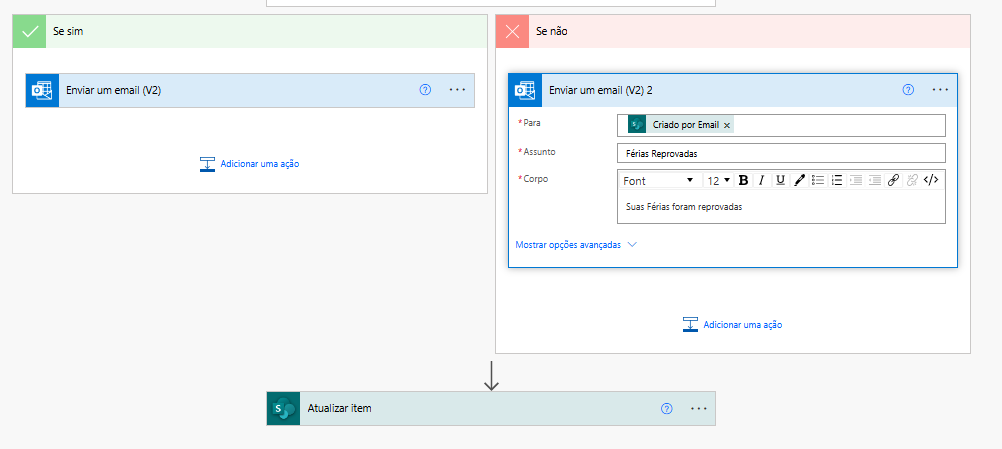 Se sim
Enviar um email (V2)
Adicionar uma ação
Se não
Enviar um email (V2) 2
*Para
Criado por Email ×
*Assunto
Férias Reprovadas
*Corpo
Font 12 B I U </>
Suas Férias foram reprovadas
Mostrar opções avançadas
Adicionar uma ação
S Atualizar item